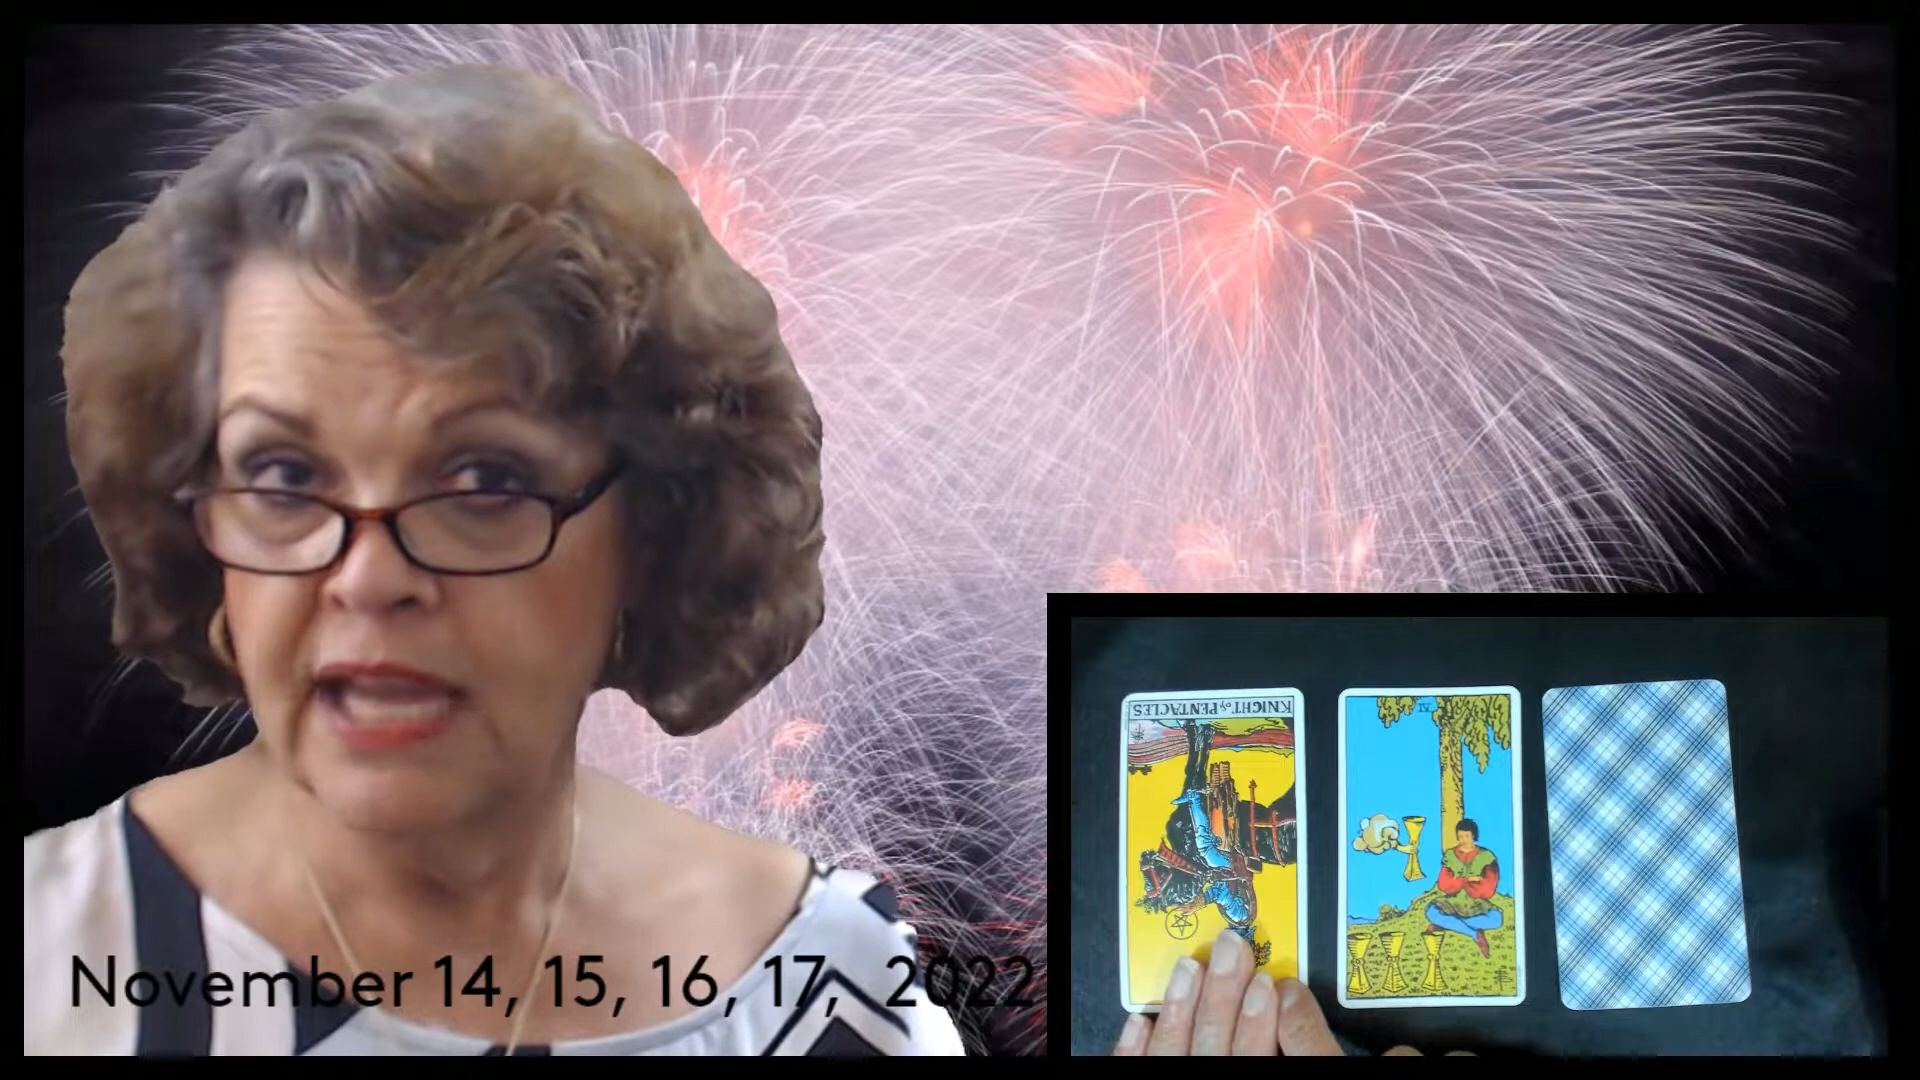 November 14, 15, 16, 17, 2022
KNIGHT of PENTACLES
IV